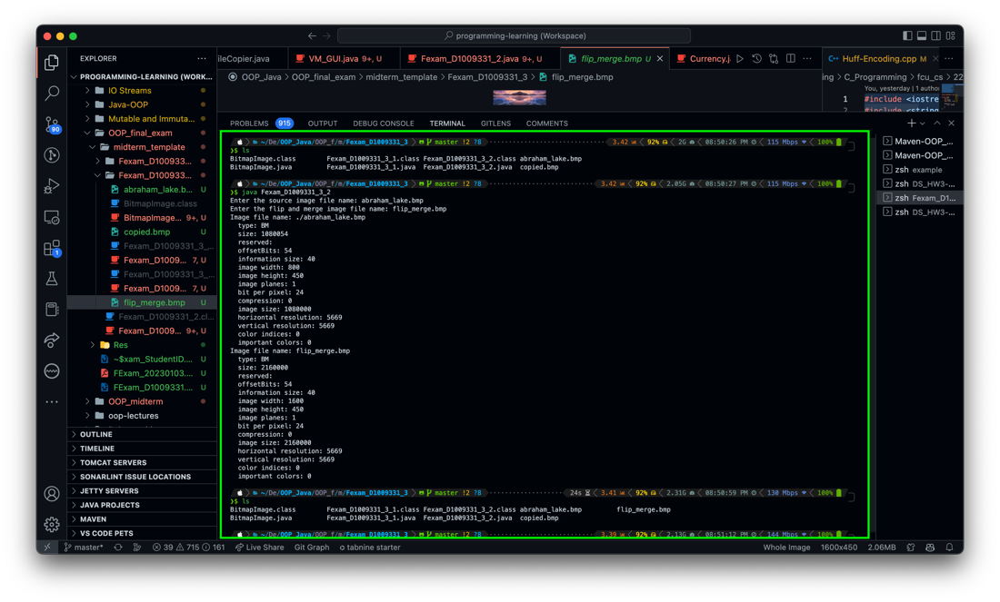 programming-learning (Workspace)
EXPLORER
PROGRAMMING-LEARNING (WORK...
IO Streams
Java-OOP
Mutable and Immuta...
OOP_final_exam
midterm_template
Fexam_D100933...
Fexam_D100933...
abraham_lake.b... U
BitmapImage.class
BitmapImage... 9+, U
copied.bmp U
Fexam_D1009331_3_...
Fexam_D1009... 7, U
Fexam_D1009331_3_...
Fexam_D1009... 7, U
flip_merge.bmp U
Fexam_D1009331_2.cl...
Fexam_D1009... 9+, U
Res
~$xam_StudentID.... U
FExam_20230103.... U
FExam_D1009331.... U
OOP_midterm
oop-lectures
OUTLINE
TIMELINE
TOMCAT SERVERS
SONARLINT ISSUE LOCATIONS
JETTY SERVERS
JAVA PROJECTS
MAVEN
VS CODE PETS
90
1
ileCopier.java VM_GUI.java 9+, U Fexam_D1009331_2.java 9+, U flip_merge.bmp U Currency.j Huff-Encoding.cpp M
OOP_Java > OOP_final_exam > midterm_template > Fexam_D1009331_3 > flip_merge.bmp
ing > C_Programming > fcu_cs > 22
You, yesterday | 1 author
1 #include <iostre
2 #include <string
PROBLEMS 915 OUTPUT DEBUG CONSOLE TERMINAL GITLENS COMMENTS
~/De/OOP_Java/OOP_f/m/Fexam_D1009331_3 master !2 ?8 3.42 92% 2G 08:50:26 PM 115 Mbps 100%
$ ls
BitmapImage.class Fexam_D1009331_3_1.class Fexam_D1009331_3_2.class abraham_lake.bmp
BitmapImage.java Fexam_D1009331_3_1.java Fexam_D1009331_3_2.java copied.bmp
~/De/OOP_Java/OOP_f/m/Fexam_D1009331_3 master !2 ?8 3.42 92% 2.05G 08:50:27 PM 115 Mbps 100%
$ java Fexam_D1009331_3_2
Enter the source image file name: abraham_lake.bmp
Enter the flip and merge image file name: flip_merge.bmp
Image file name: ./abraham_lake.bmp
type: BM
size: 1080054
reserved:
offsetBits: 54
information size: 40
image width: 800
image height: 450
image planes: 1
bit per pixel: 24
compression: 0
image size: 1080000
horizontal resolution: 5669
vertical resolution: 5669
color indices: 0
important colors: 0
Image file name: flip_merge.bmp
type: BM
size: 2160000
reserved:
offsetBits: 54
information size: 40
image width: 1600
image height: 450
image planes: 1
bit per pixel: 24
compression: 0
image size: 2160000
horizontal resolution: 5669
vertical resolution: 5669
color indices: 0
important colors: 0
~/De/OOP_Java/OOP_f/m/Fexam_D1009331_3 master !2 ?8 24s 3.41 92% 2.31G 08:50:59 PM 130 Mbps 100%
$ ls
BitmapImage.class Fexam_D1009331_3_1.class Fexam_D1009331_3_2.class abraham_lake.bmp flip_merge.bmp
BitmapImage.java Fexam_D1009331_3_1.java Fexam_D1009331_3_2.java copied.bmp
~/De/OOP_Java/OOP_f/m/Fexam_D1009331_3 master !2 ?8 3.39 92% 2.13G 08:51:12 PM 144 Mbps 100%
Maven-OOP_...
Maven-OOP_...
zsh example
zsh DS_HW3-...
zsh Fexam_D1...
zsh DS_HW3-...
master* 39 715 161 Live Share Git Graph tabnine starter Whole Image 1600x450 2.06MB